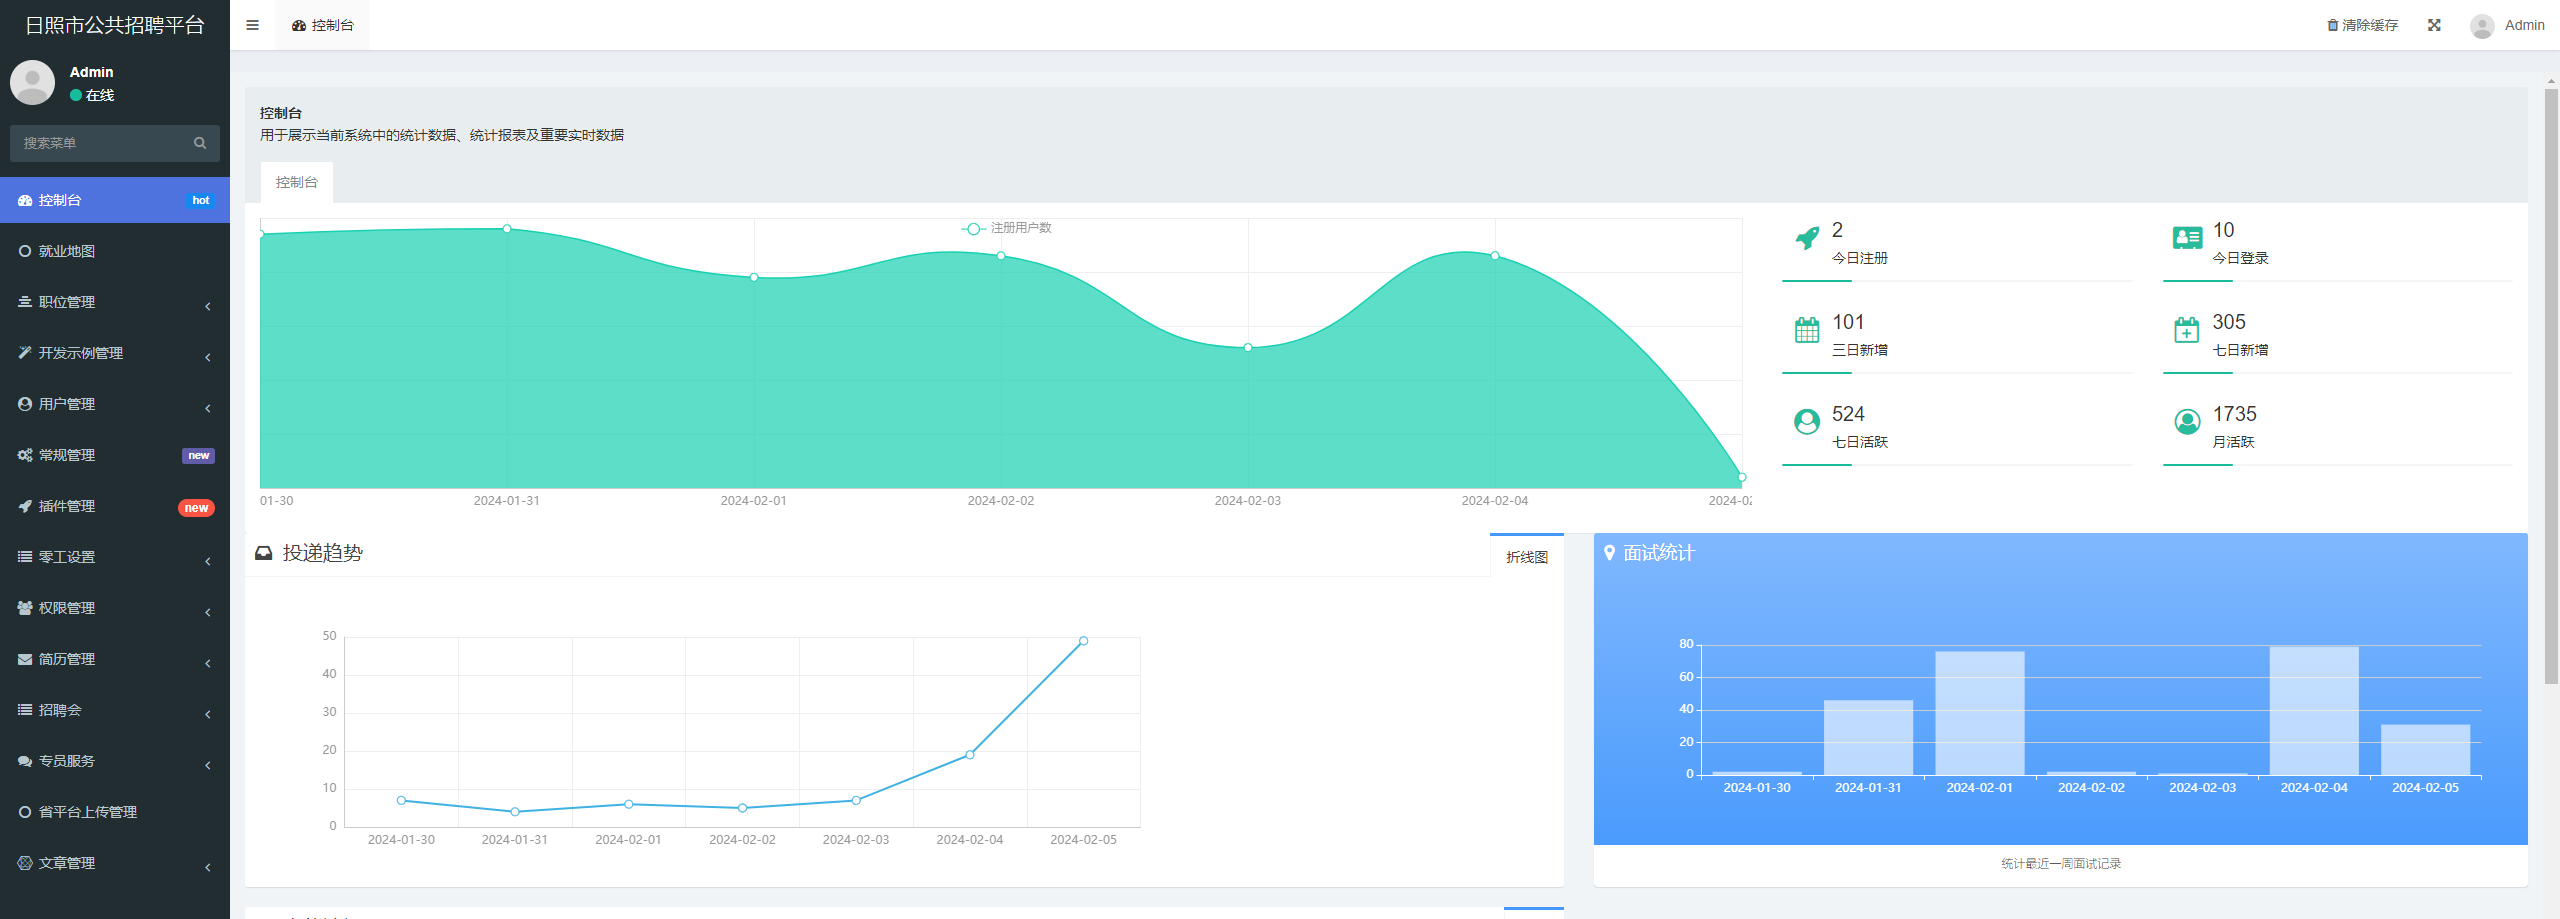 日照市公共招聘平台
Admin
在线
搜索菜单
控制台 hot
就业地图
职位管理
开发示例管理
用户管理
常规管理 new
插件管理 new
零工设置
权限管理
简历管理
招聘会
专员服务
省平台上传管理
文章管理
控制台
清除缓存
Admin
控制台
用于展示当前系统中的统计数据、统计报表及重要实时数据
控制台
注册用户数
01-30 2024-01-31 2024-02-01 2024-02-02 2024-02-03 2024-02-04 2024-02
2
今日注册
10
今日登录
101
三日新增
305
七日新增
524
七日活跃
1735
月活跃
投递趋势
折线图
50
40
30
20
10
0
2024-01-30 2024-01-31 2024-02-01 2024-02-02 2024-02-03 2024-02-04 2024-02-05
面试统计
80
60
40
20
0
2024-01-30 2024-01-31 2024-02-01 2024-02-02 2024-02-03 2024-02-04 2024-02-05
统计最近一周面试记录